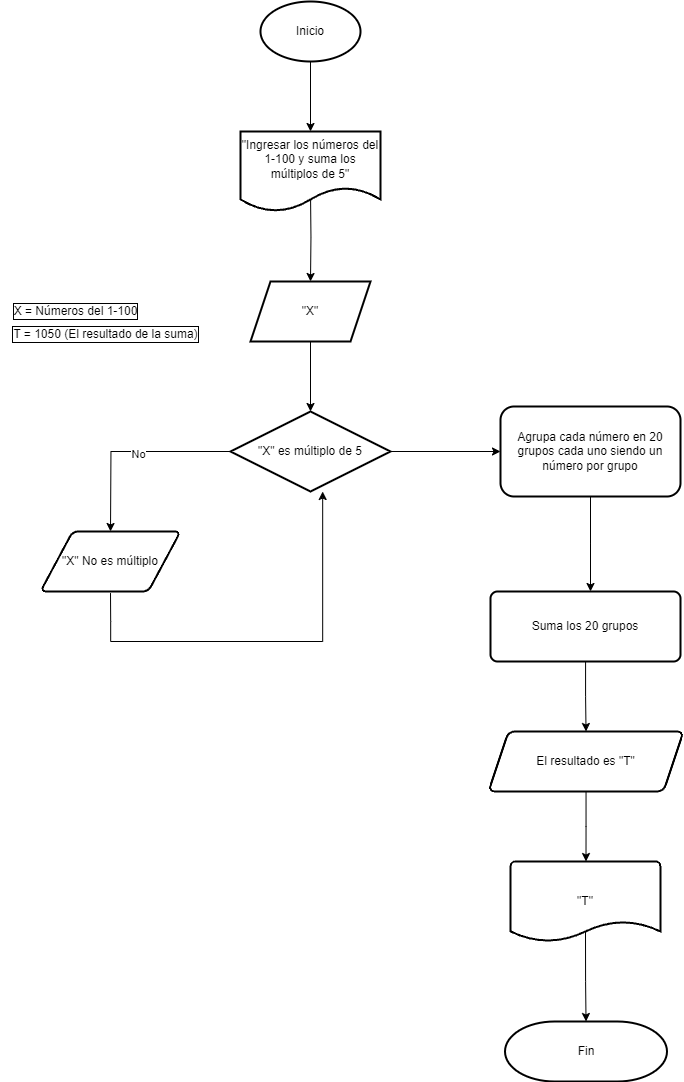 Inicio
"Ingresar los números del
1-100 y suma los
múltiplos de 5"
"X"
X = Números del 1-100
T = 1050 (El resultado de la suma)
"X" es múltiplo de 5
No
Agrupa cada número en 20
grupos cada uno siendo un
número por grupo
"X" No es múltiplo
Suma los 20 grupos
El resultado es "T"
"T"
Fin